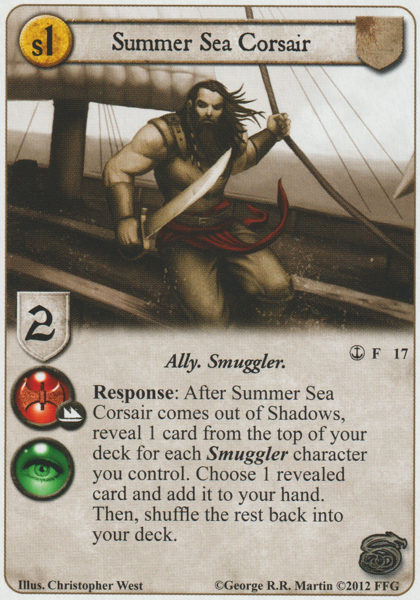 s1
Summer Sea Corsair
2
Ally. Smuggler.
F 17
Response: After Summer Sea
Corsair comes out of Shadows,
reveal 1 card from the top of your
deck for each Smuggler character
you control. Choose 1 revealed
card and add it to your hand.
Then, shuffle the rest back into
your deck.
Illus. Christopher West
©George R.R. Martin ©2012 FFG